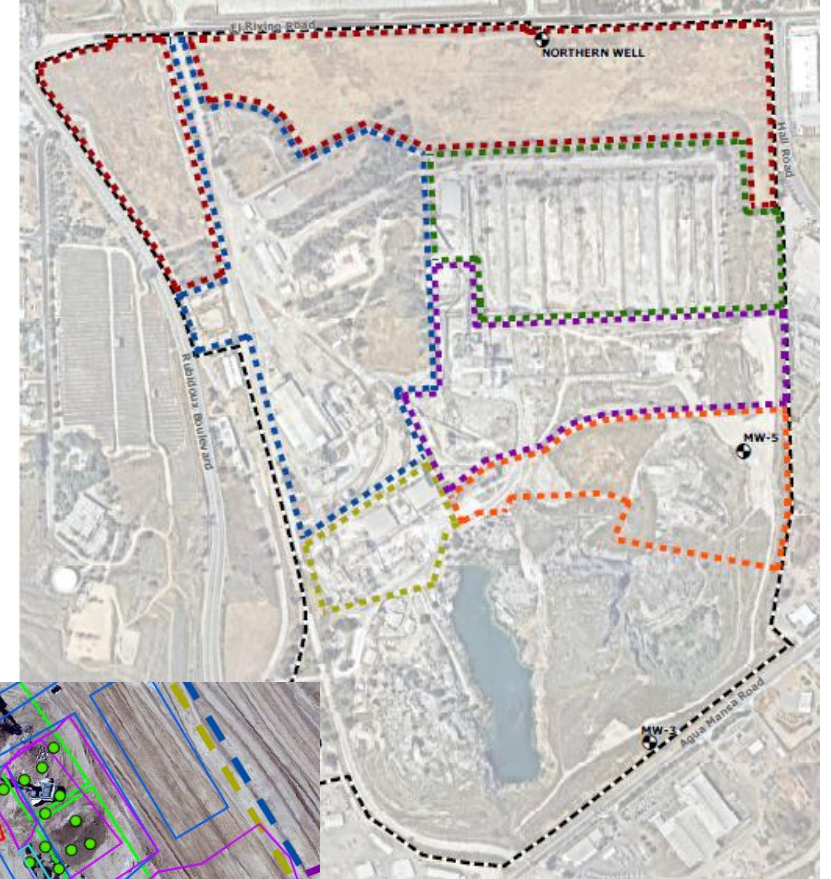 El Rivino Road
NORTHERN WELL
Hall Road
Rubidoux Boulevard
MW-5
MW-3
Agua Mansa Road